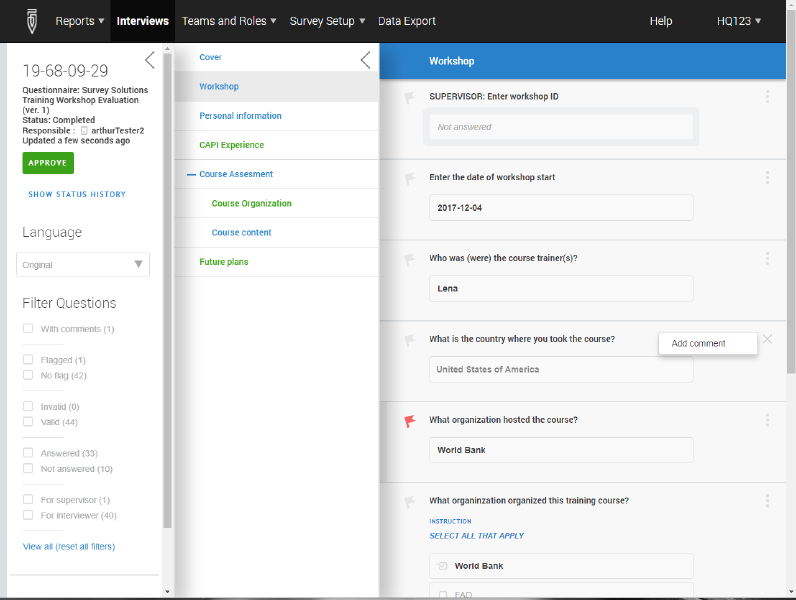 Reports
Interviews
Teams and Roles
Survey Setup
Data Export
Help
HQ123
19-68-09-29
Questionnaire: Survey Solutions
Training Workshop Evaluation
(ver. 1)
Status: Completed
Responsible : arthurTester2
Updated a few seconds ago
APPROVE
SHOW STATUS HISTORY
Language
Original
Filter Questions
With comments (1)
Flagged (1)
No flag (42)
Invalid (0)
Valid (44)
Answered (33)
Not answered (10)
For supervisor (1)
For interviewer (40)
View all (reset all filters)
Cover
Workshop
Personal information
CAPI Experience
Course Assesment
Course Organization
Course content
Future plans
Workshop
SUPERVISOR: Enter workshop ID
Not answered
Enter the date of workshop start
2017-12-04
Who was (were) the course trainer(s)?
Lena
What is the country where you took the course?
Add comment
United States of America
What organization hosted the course?
World Bank
What organinzation organized this training course?
INSTRUCTION
SELECT ALL THAT APPLY
World Bank
FAO